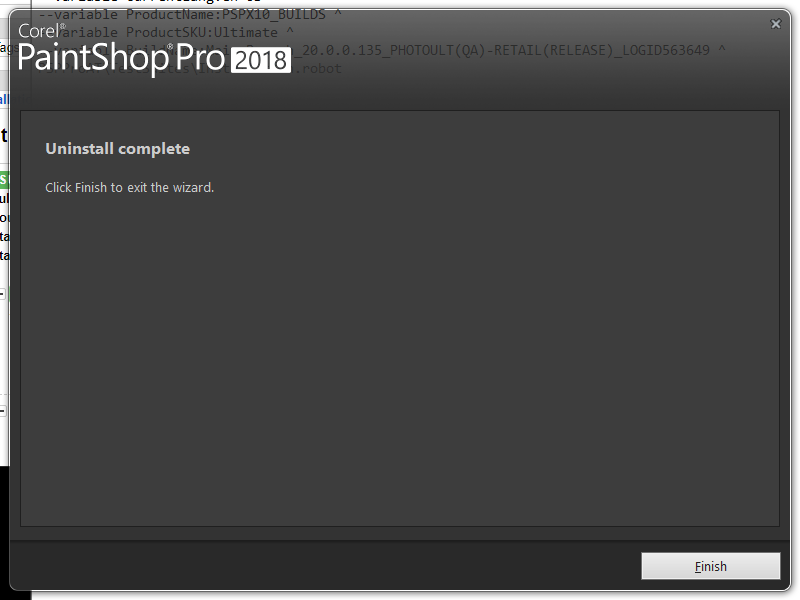 --variable ProductName:PSPX10_BUILDS ^
Corel®
variable ProductSKU:Ultimate ^
PaintShop® Pro 2018
_20.0.0.135_PHOTOULT(QA)-RETAIL(RELEASE)_LOGID563649 ^
.robot
Uninstall complete
Click Finish to exit the wizard.
Finish